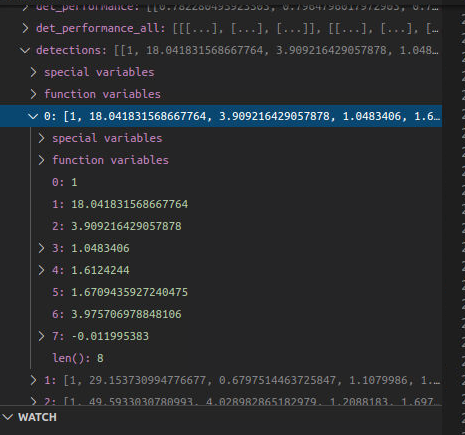 det_performance: [[0.782280493923363, 0.7984798617972903, 0.7...
det_performance_all: [[[...], [...], [...]], [[...], [...], [...
detections: [[1, 18.041831568667764, 3.909216429057878, 1.048...
special variables
function variables
0: [1, 18.041831568667764, 3.909216429057878, 1.0483406, 1.6...
special variables
function variables
0: 1
1: 18.041831568667764
2: 3.909216429057878
3: 1.0483406
4: 1.6124244
5: 1.6709435927240475
6: 3.975706978848106
7: -0.011995383
len(): 8
1: [1, 29.153730994776677, 0.6797514463725847, 1.1079986, 1...
2: [1, 49.5933030780993, 4.028982865182979, 1.2088183, 1.697...
WATCH